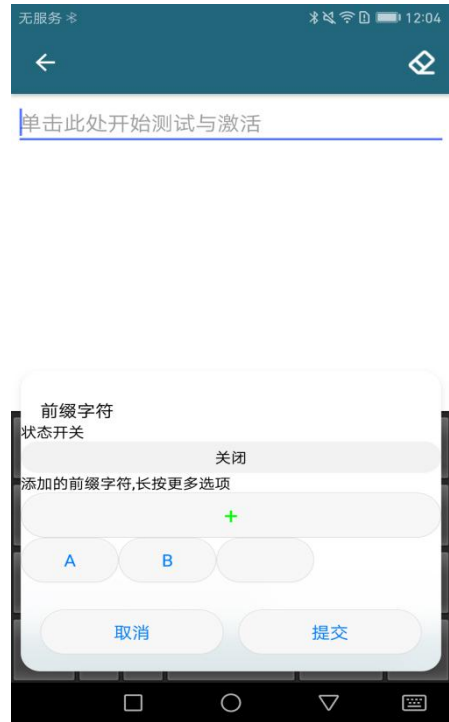 无服务 12:04
单击此处开始测试与激活
前缀字符
状态开关
关闭
添加的前缀字符,长按更多选项
+
A B
取消 提交